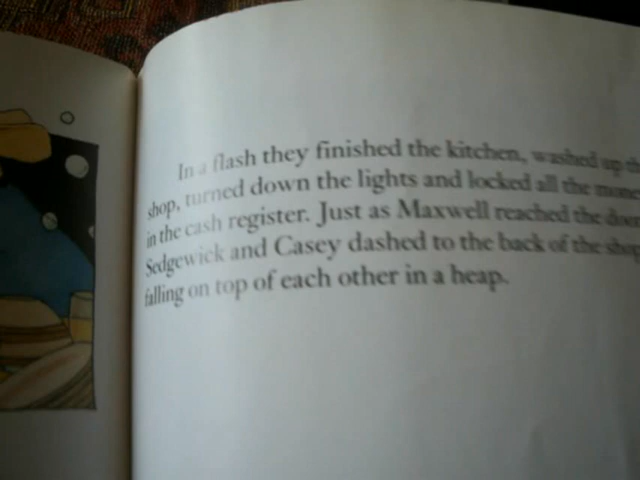 In a flash they finished the kitchen, washed up the
shop, turned down the lights and locked all the money
in the cash register. Just as Maxwell reached the door
Sedgewick and Casey dashed to the back of the shop
falling on top of each other in a heap.